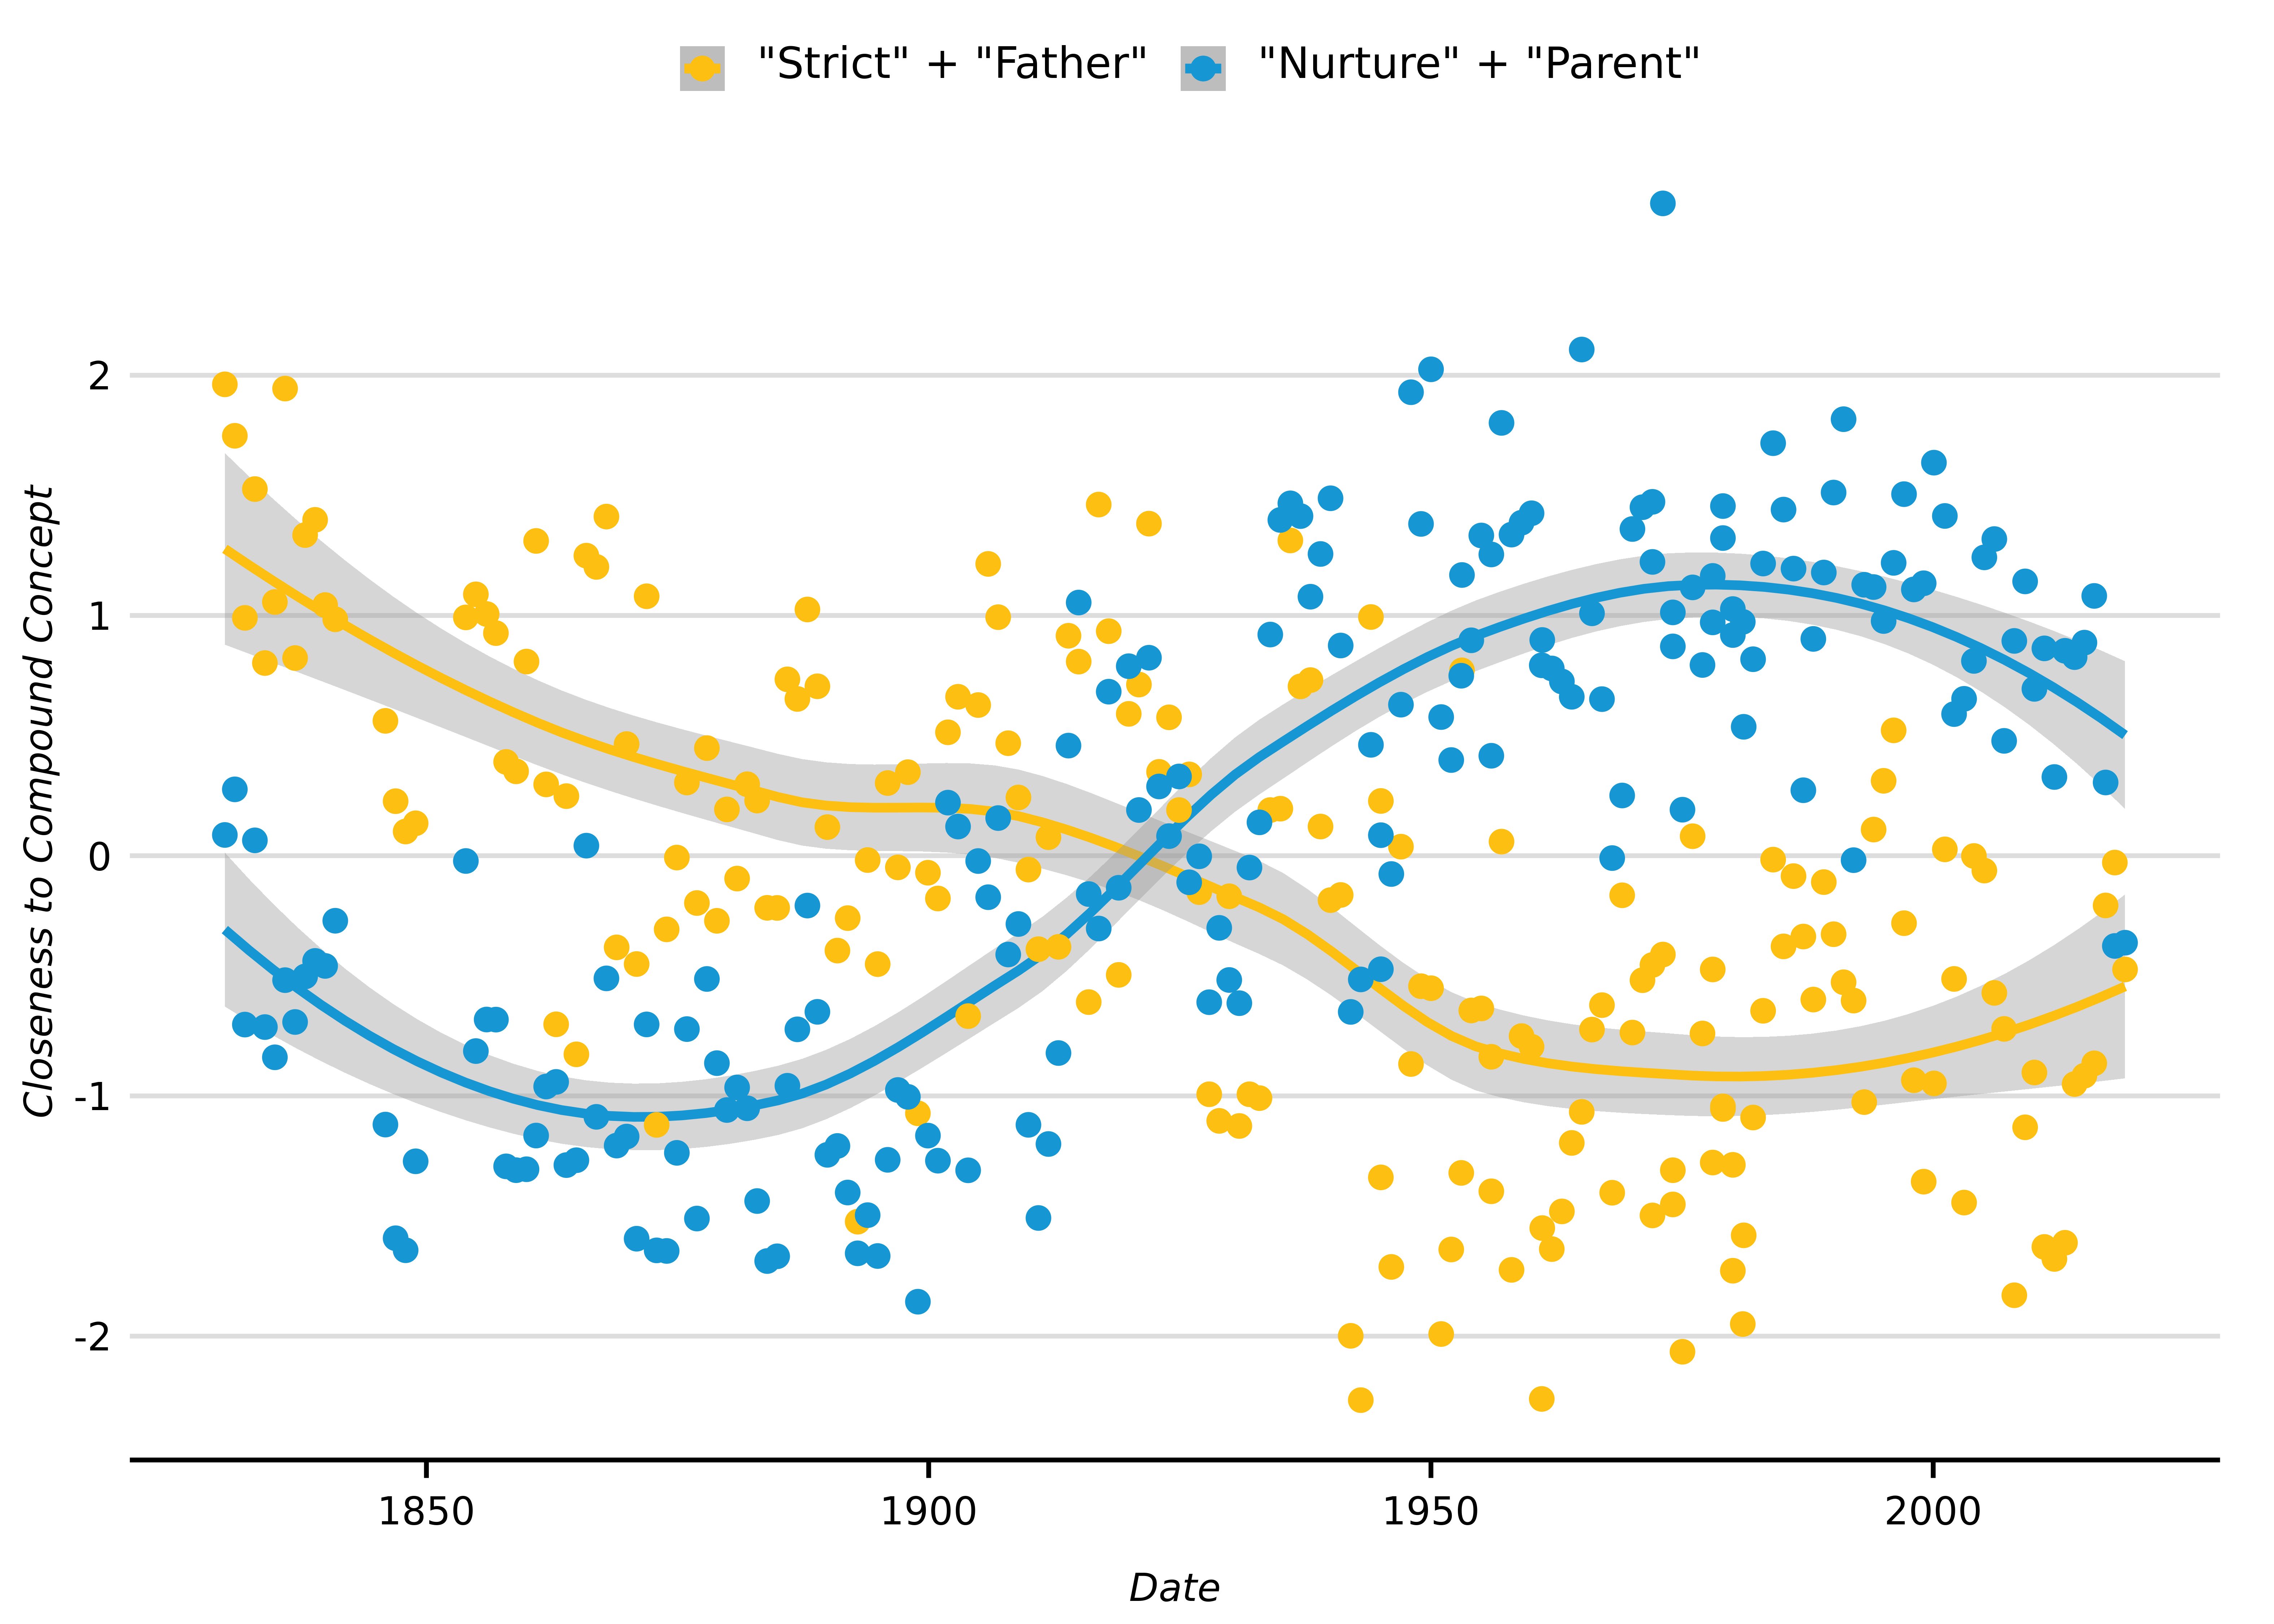 "Strict" + "Father" "Nurture" + "Parent"
Closeness to Compound Concept
2
1
0
-1
-2
1850 1900 1950 2000
Date